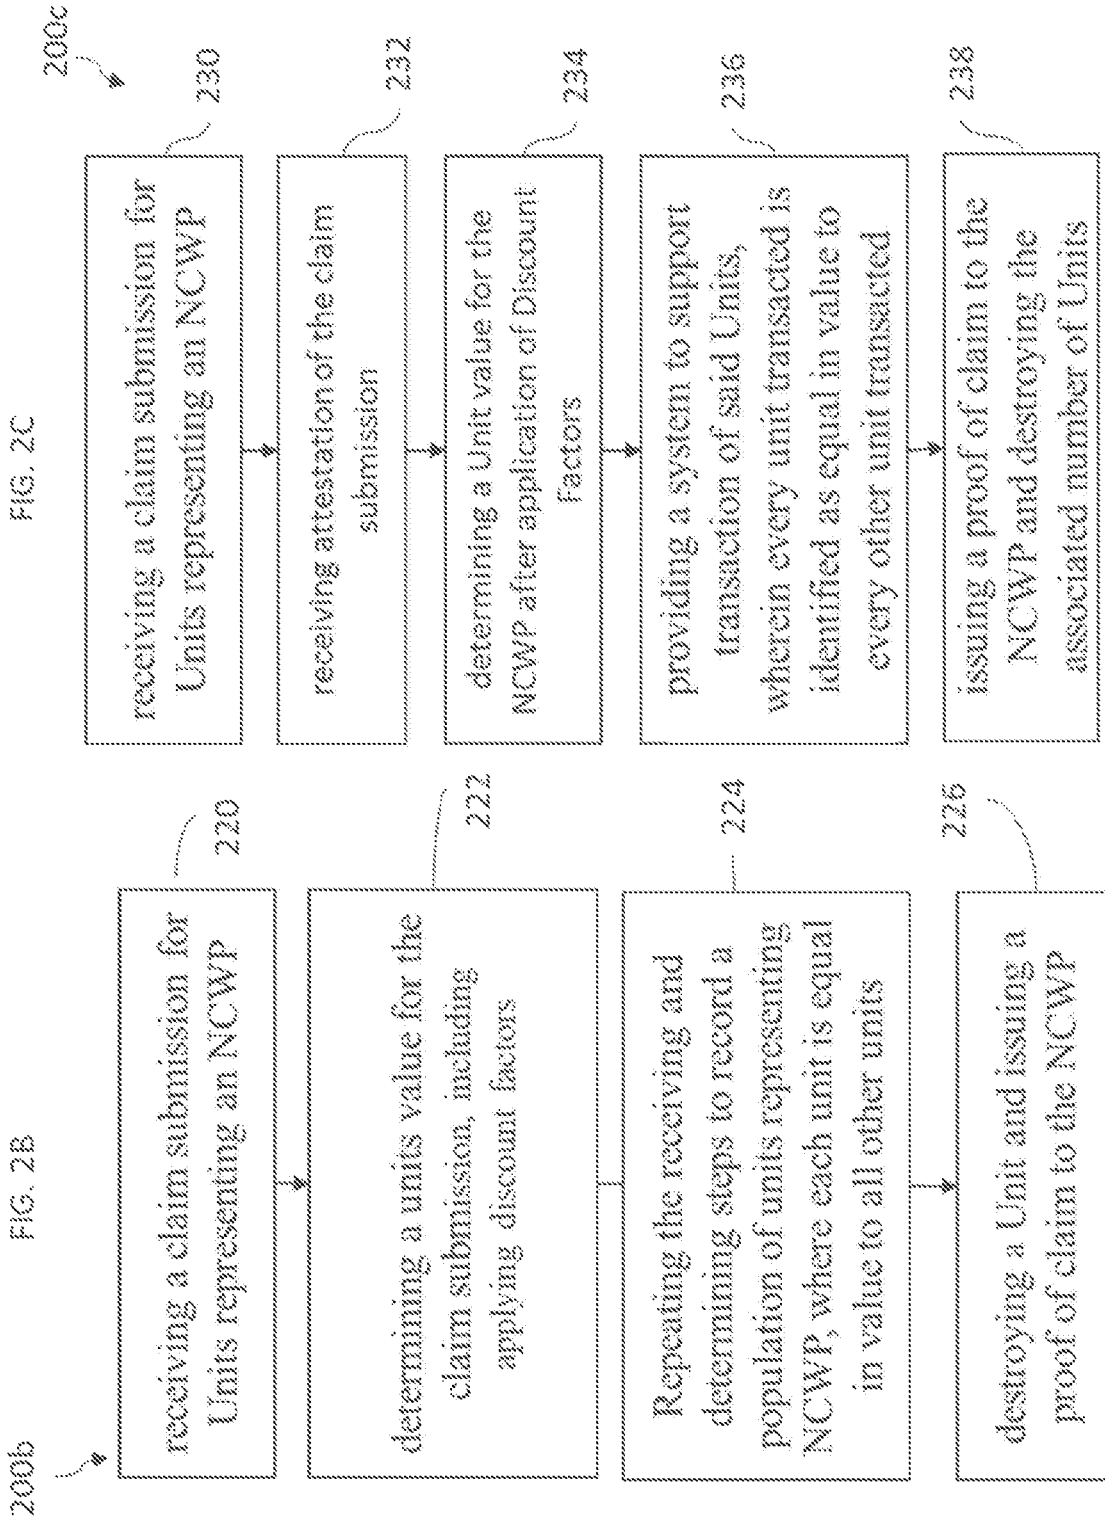 FIG. 2B
200b
receiving a claim submission for
Units representing an NCWP
220
determining a units value for the
claim submission, including
applying discount factors
222
Repeating the receiving and
determining steps to record a
population of units representing
NCWP, where each unit is equal
in value to all other units
224
destroying a Unit and issuing a
proof of claim to the NCWP
226
FIG. 2C
200c
receiving a claim submission for
Units representing an NCWP
230
receiving attestation of the claim
submission
232
determining a Unit value for the
NCWP after application of Discount
Factors
234
providing a system to support
transaction of said Units,
wherein every unit transacted is
identified as equal in value to
every other unit transacted
236
issuing a proof of claim to the
NCWP and destroying the
associated number of Units
238